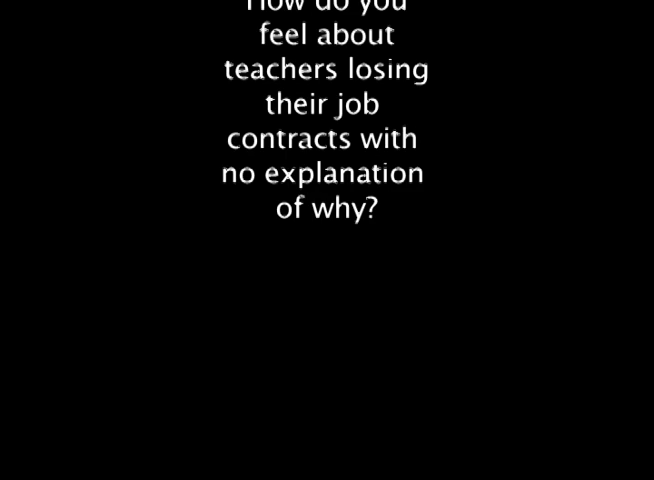 How do you
feel about
teachers losing
their job
contracts with
no explanation
of why?